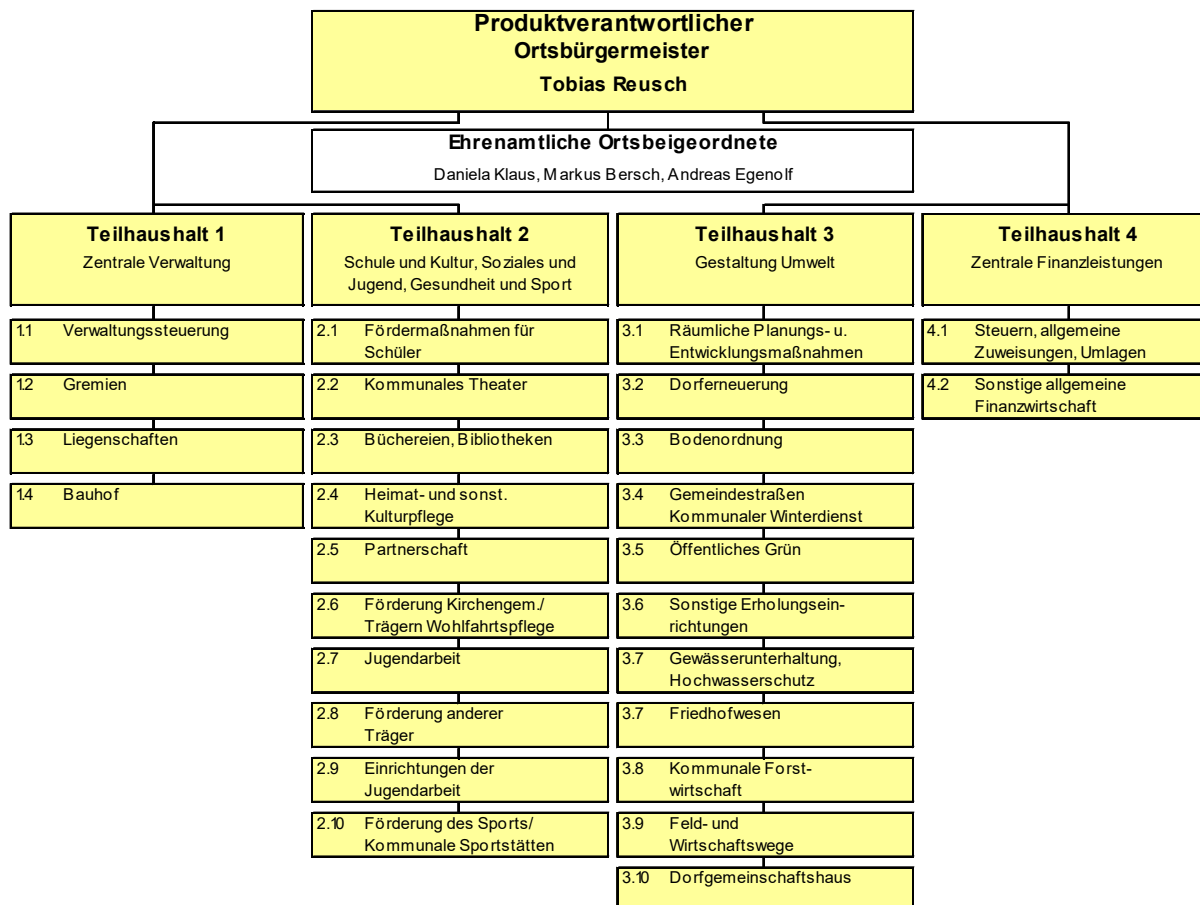 Produktverantwortlicher
Ortsbürgermeister
Tobias Reusch
Ehrenamtliche Ortsbeigeordnete
Daniela Klaus, Markus Bersch, Andreas Egenolf
Teilhaushalt 1
Zentrale Verwaltung
1.1 Verwaltungssteuerung
1.2 Gremien
1.3 Liegenschaften
1.4 Bauhof
Teilhaushalt 2
Schule und Kultur, Soziales und
Jugend, Gesundheit und Sport
2.1 Fördermaßnahmen für
Schüler
2.2 Kommunales Theater
2.3 Büchereien, Bibliotheken
2.4 Heimat- und sonst.
Kulturpflege
2.5 Partnerschaft
2.6 Förderung Kirchengem./
Trägern Wohlfahrtspflege
2.7 Jugendarbeit
2.8 Förderung anderer
Träger
2.9 Einrichtungen der
Jugendarbeit
2.10 Förderung des Sports/
Kommunale Sportstätten
Teilhaushalt 3
Gestaltung Umwelt
3.1 Räumliche Planungs- u.
Entwicklungsmaßnahmen
3.2 Dorferneuerung
3.3 Bodenordnung
3.4 Gemeindestraßen
Kommunaler Winterdienst
3.5 Öffentliches Grün
3.6 Sonstige Erholungsein-
richtungen
3.7 Gewässerunterhaltung,
Hochwasserschutz
3.7 Friedhofwesen
3.8 Kommunale Forst-
wirtschaft
3.9 Feld- und
Wirtschaftswege
3.10 Dorfgemeinschaftshaus
Teilhaushalt 4
Zentrale Finanzleistungen
4.1 Steuern, allgemeine
Zuweisungen, Umlagen
4.2 Sonstige allgemeine
Finanzwirtschaft